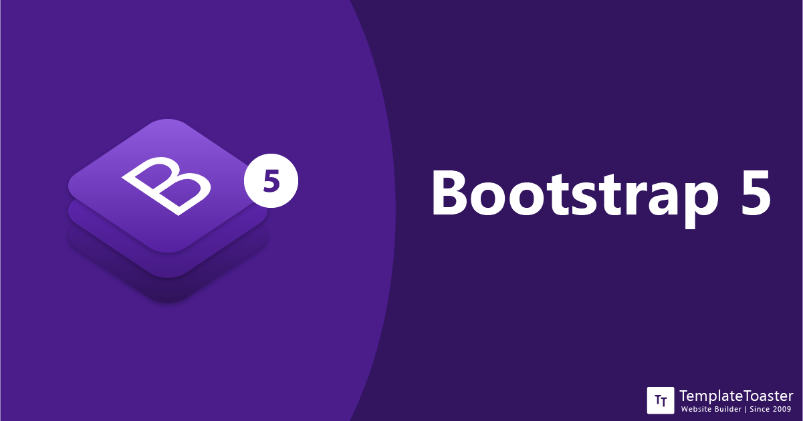 B
5
Bootstrap 5
TT
TemplateToaster
Website Builder | Since 2009